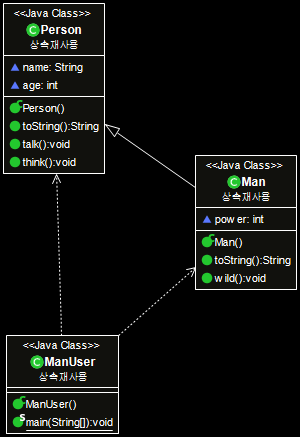 <<Java Class>>
Person
상속재사용
name: String
age: int
Person()
toString():String
talk():void
think():void
<<Java Class>>
Man
상속재사용
power: int
Man()
toString():String
wild():void
<<Java Class>>
ManUser
상속재사용
ManUser()
main(String[]):void